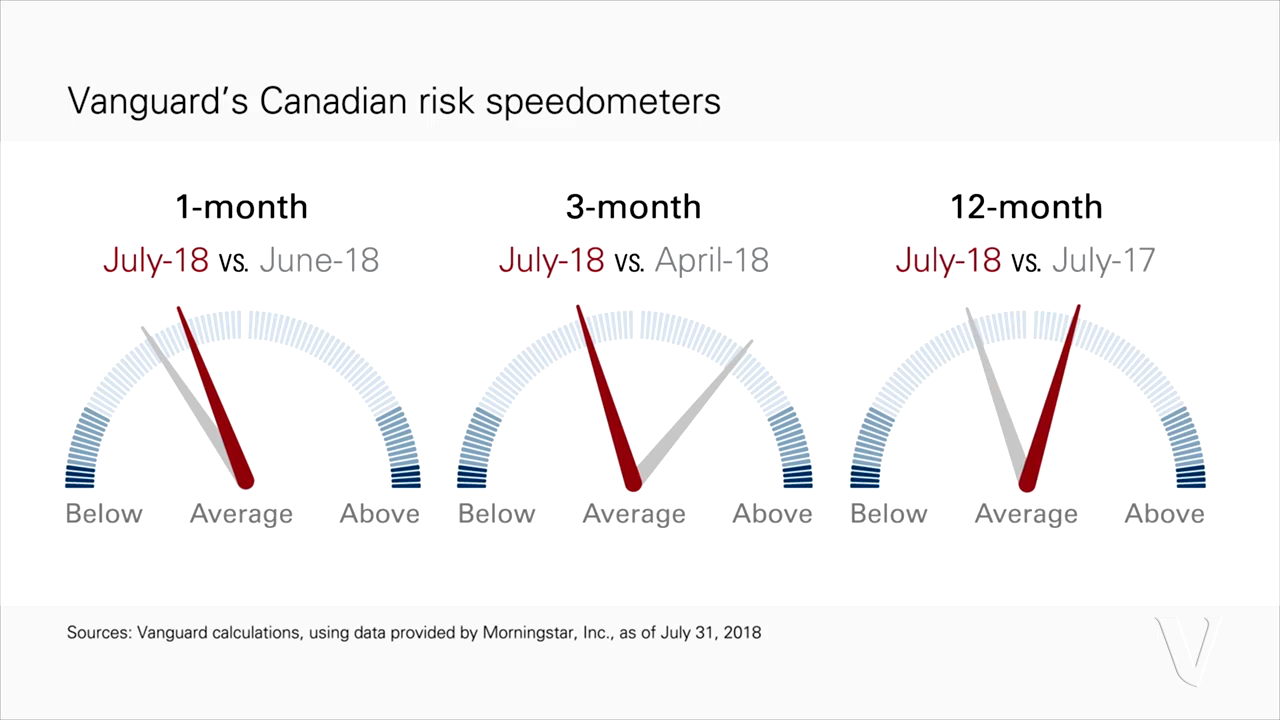 Vanguard’s Canadian risk speedometers
1-month
July-18 vs. June-18
Below Average Above
3-month
July-18 vs. April-18
Below Average Above
12-month
July-18 vs. July-17
Below Average Above
Sources: Vanguard calculations, using data provided by Morningstar, Inc., as of July 31, 2018
V